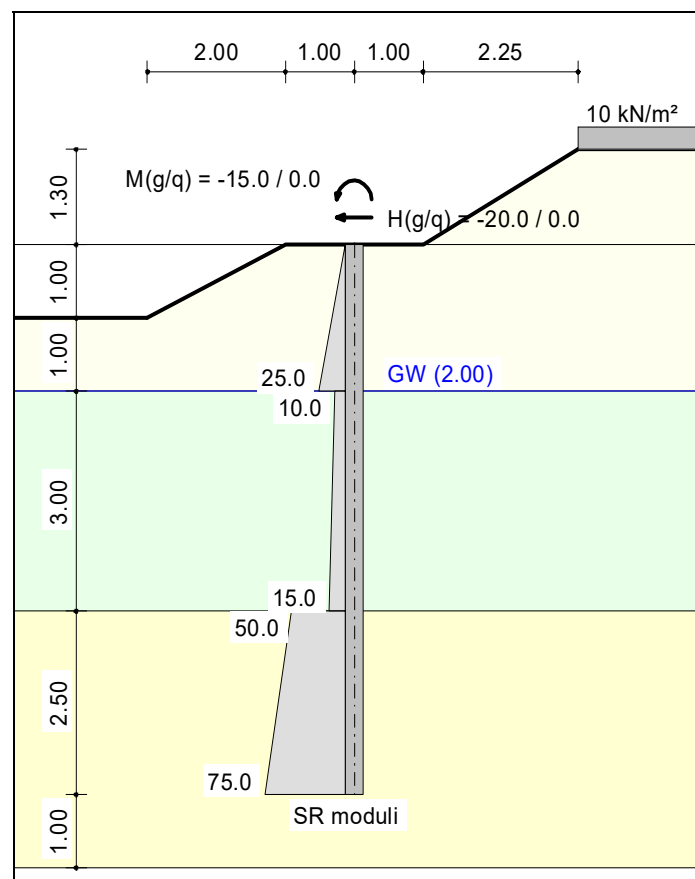 2.00 1.00 1.00 2.25
10 kN/m²
1.30
M(g/q) = -15.0 / 0.0
H(g/q) = -20.0 / 0.0
1.00
1.00
25.0
GW (2.00)
10.0
3.00
15.0
50.0
2.50
75.0
SR moduli
1.00